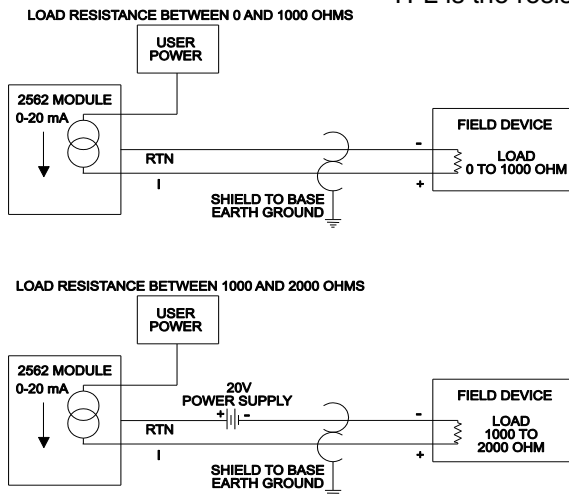 LOAD RESISTANCE BETWEEN 0 AND 1000 OHMS
USER
POWER
2562 MODULE
0-20 mA
RTN
I
SHIELD TO BASE
EARTH GROUND
-
+
FIELD DEVICE
LOAD
0 TO 1000 OHM
LOAD RESISTANCE BETWEEN 1000 AND 2000 OHMS
USER
POWER
2562 MODULE
0-20 mA
20V
POWER SUPPLY
+ -
RTN
I
SHIELD TO BASE
EARTH GROUND
-
+
FIELD DEVICE
LOAD
1000 TO
2000 OHM